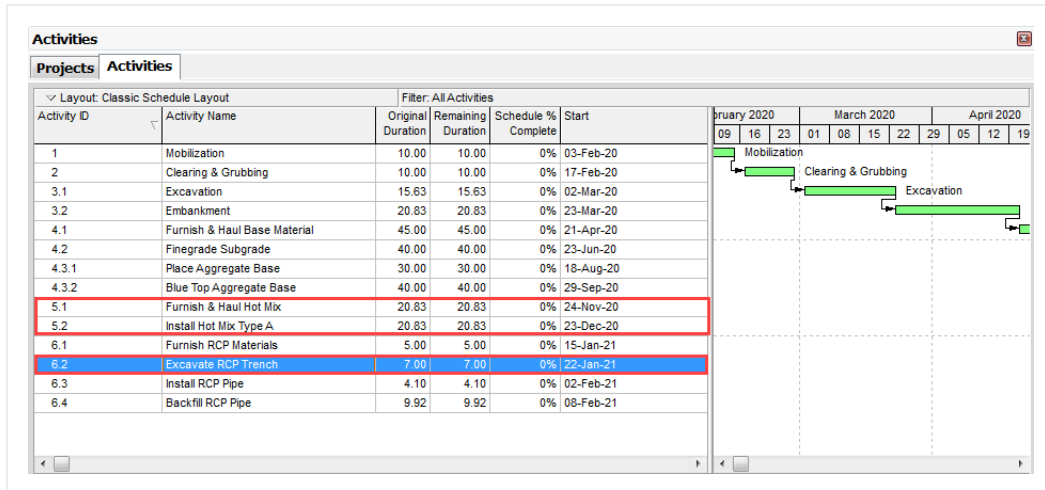 Activities
Projects Activities
Layout: Classic Schedule Layout Filter: All Activities
Activity ID Activity Name Original Duration Remaining Duration Schedule % Complete Start
bruary 2020 March 2020 April 2020
09 16 23 01 08 15 22 29 05 12 19
1 Mobilization 10.00 10.00 0% 03-Feb-20 Mobilization
2 Clearing & Grubbing 10.00 10.00 0% 17-Feb-20 Clearing & Grubbing
3.1 Excavation 15.63 15.63 0% 02-Mar-20 Excavation
3.2 Embankment 20.83 20.83 0% 23-Mar-20
4.1 Furnish & Haul Base Material 45.00 45.00 0% 21-Apr-20
4.2 Finegrade Subgrade 40.00 40.00 0% 23-Jun-20
4.3.1 Place Aggregate Base 30.00 30.00 0% 18-Aug-20
4.3.2 Blue Top Aggregate Base 40.00 40.00 0% 29-Sep-20
5.1 Furnish & Haul Hot Mix 20.83 20.83 0% 24-Nov-20
5.2 Install Hot Mix Type A 20.83 20.83 0% 23-Dec-20
6.1 Furnish RCP Materials 5.00 5.00 0% 15-Jan-21
6.2 Excavate RCP Trench 7.00 7.00 0% 22-Jan-21
6.3 Install RCP Pipe 4.10 4.10 0% 02-Feb-21
6.4 Backfill RCP Pipe 9.92 9.92 0% 08-Feb-21